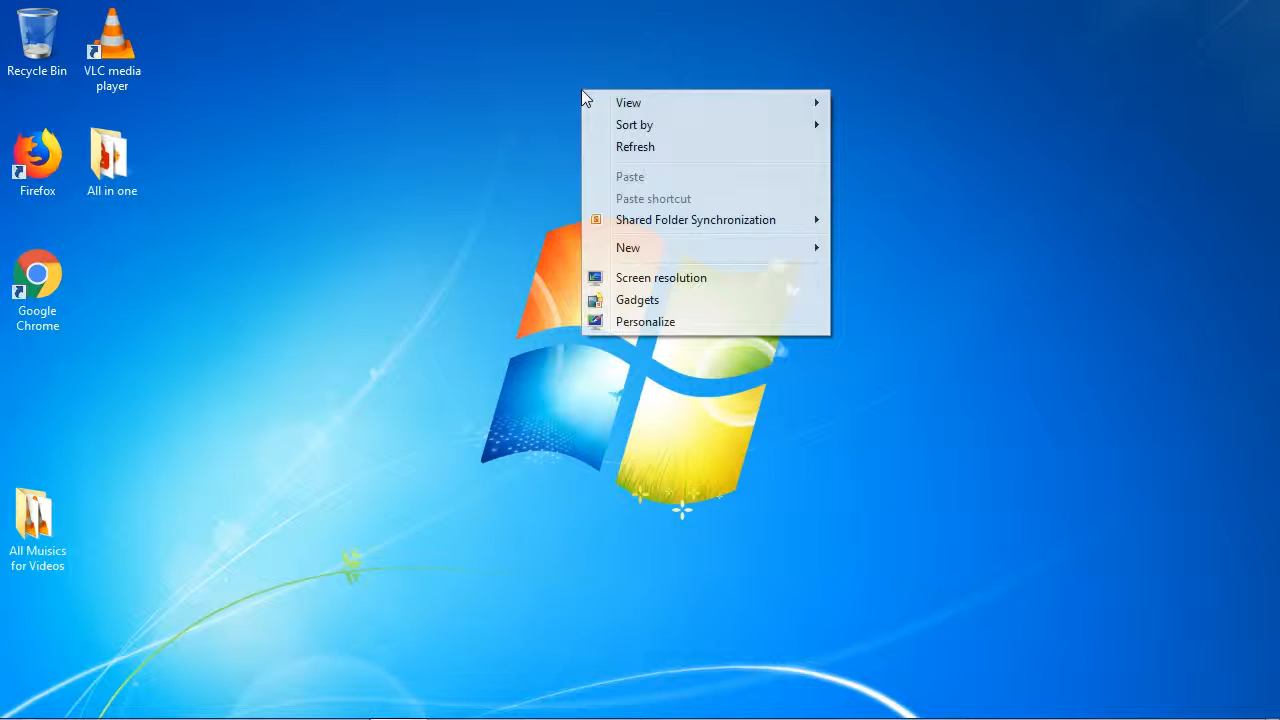 Recycle Bin
VLC media
player
Firefox
All in one
Google
Chrome
All Muisics
for Videos
View
Sort by
Refresh
Paste
Paste shortcut
Shared Folder Synchronization
New
Screen resolution
Gadgets
Personalize